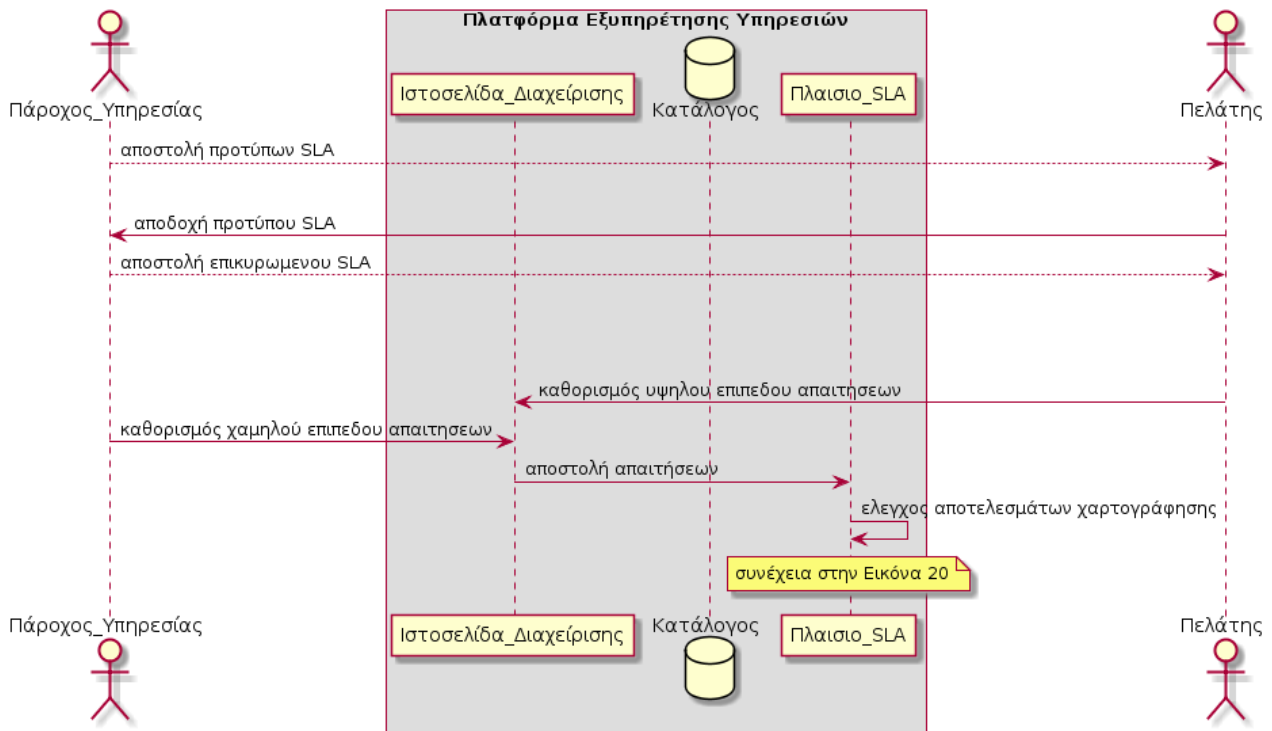 Πλατφόρμα Εξυπηρέτησης Υπηρεσιών
Πάροχος_Υπηρεσίας
Ιστοσελίδα_Διαχείρισης
Κατάλογος
Πλαισιο_SLA
Πελάτης
αποστολή προτύπων SLA
αποδοχή προτύπου SLA
αποστολή επικυρωμενου SLA
καθορισμός υψηλου επιπεδου απαιτησεων
καθορισμός χαμηλού επιπεδου απαιτησεων
αποστολή απαιτήσεων
ελεγχος αποτελεσμάτων χαρτογράφησης
συνέχεια στην Εικόνα 20
Πάροχος_Υπηρεσίας
Ιστοσελίδα_Διαχείρισης
Κατάλογος
Πλαισιο_SLA
Πελάτης